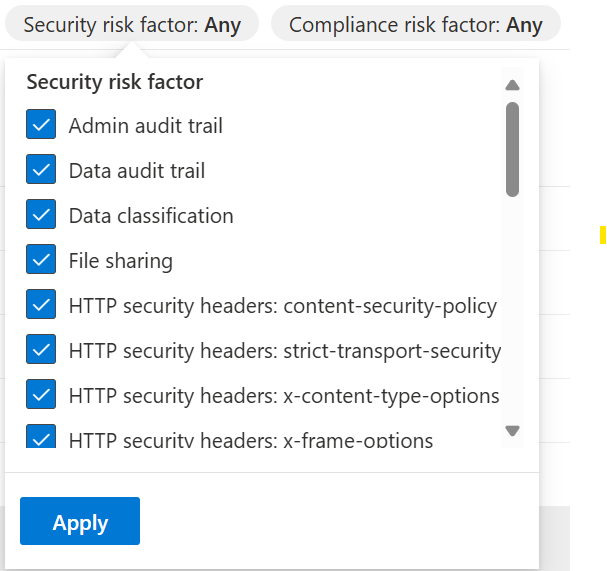 Security risk factor: Any
Compliance risk factor: Any
Security risk factor
Admin audit trail
Data audit trail
Data classification
File sharing
HTTP security headers: content-security-policy
HTTP security headers: strict-transport-security
HTTP security headers: x-content-type-options
HTTP security headers: x-frame-options
Apply